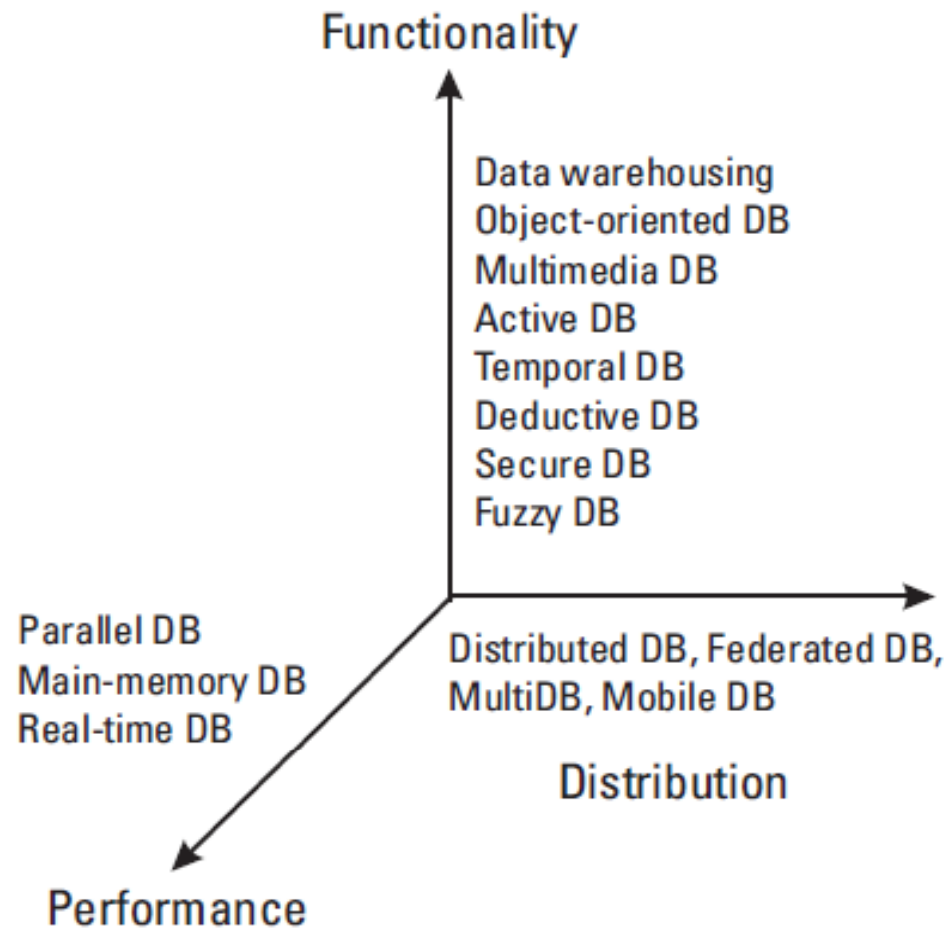 Functionality
Data warehousing
Object-oriented DB
Multimedia DB
Active DB
Temporal DB
Deductive DB
Secure DB
Fuzzy DB
Parallel DB
Main-memory DB
Real-time DB
Distributed DB, Federated DB,
MultiDB, Mobile DB
Distribution
Performance